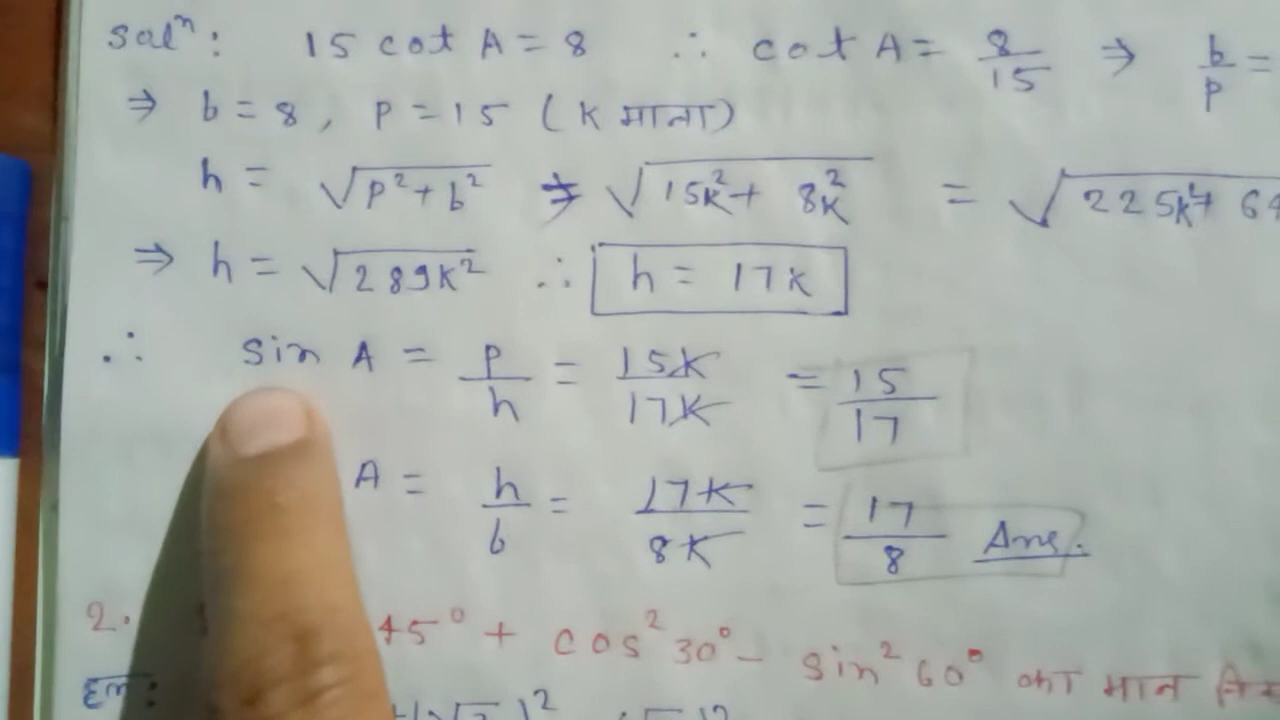 solⁿ: 15 cot A = 8 ∴ cot A = 8/15 ⇒ b/p =
⇒ b = 8, P = 15 (K माना)
h = √(P² + b²) ⇒ √(15K² + 8K²) = √(225K² + 64
⇒ h = √(289K²) ∴ h = 17K
∴ sin A = P/h = 15K/17K = 15/17
A = h/b = 17K/8K = 17/8 Ans.
2. 45° + cos² 30° - sin² 60° का मान
हल: